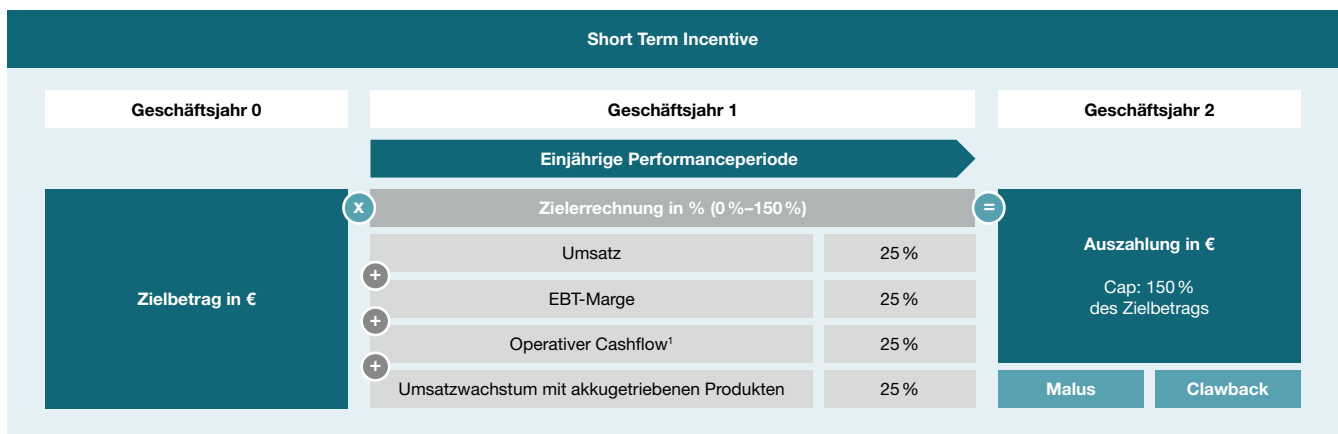 Short Term Incentive
Geschäftsjahr 0
Geschäftsjahr 1
Geschäftsjahr 2
Einjährige Performanceperiode
Zielbetrag in €
x
Zielerrechnung in % (0 %–150 %)
=
Umsatz
25 %
+
EBT-Marge
25 %
+
Operativer Cashflow¹
25 %
+
Umsatzwachstum mit akkugetriebenen Produkten
25 %
Auszahlung in €
Cap: 150 %
des Zielbetrags
Malus
Clawback